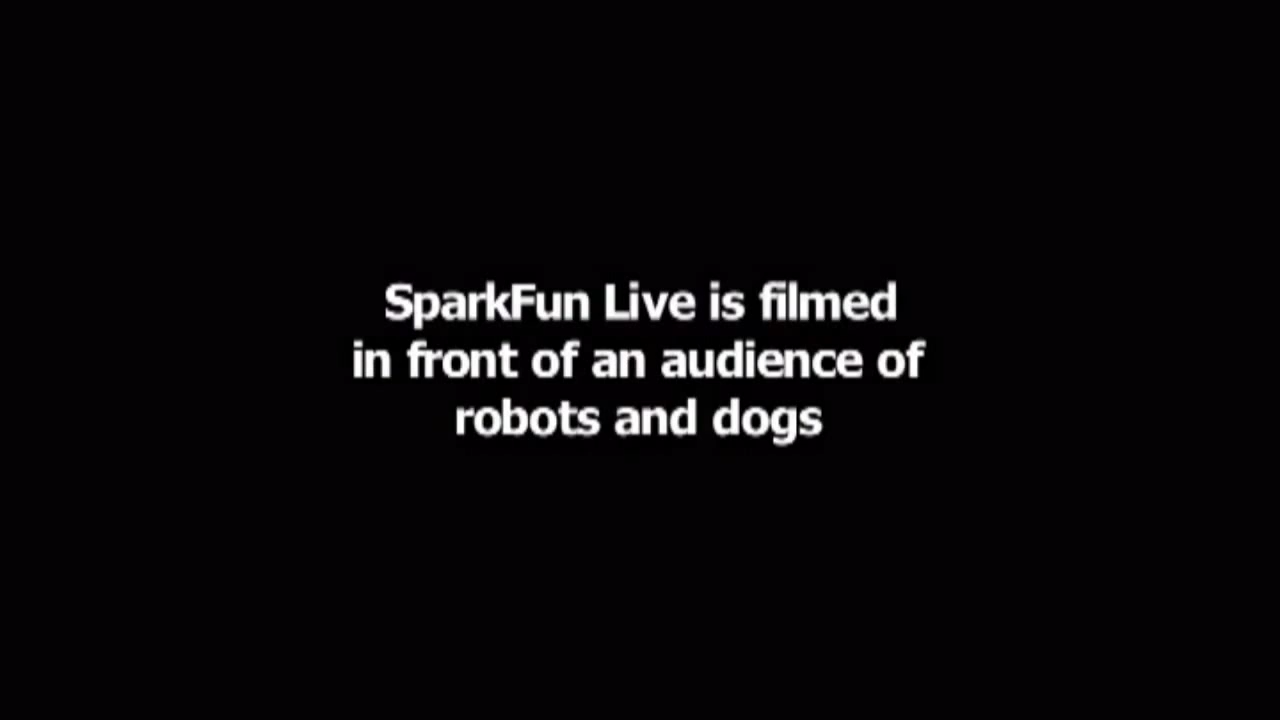 SparkFun Live is filmed
in front of an audience of
robots and dogs